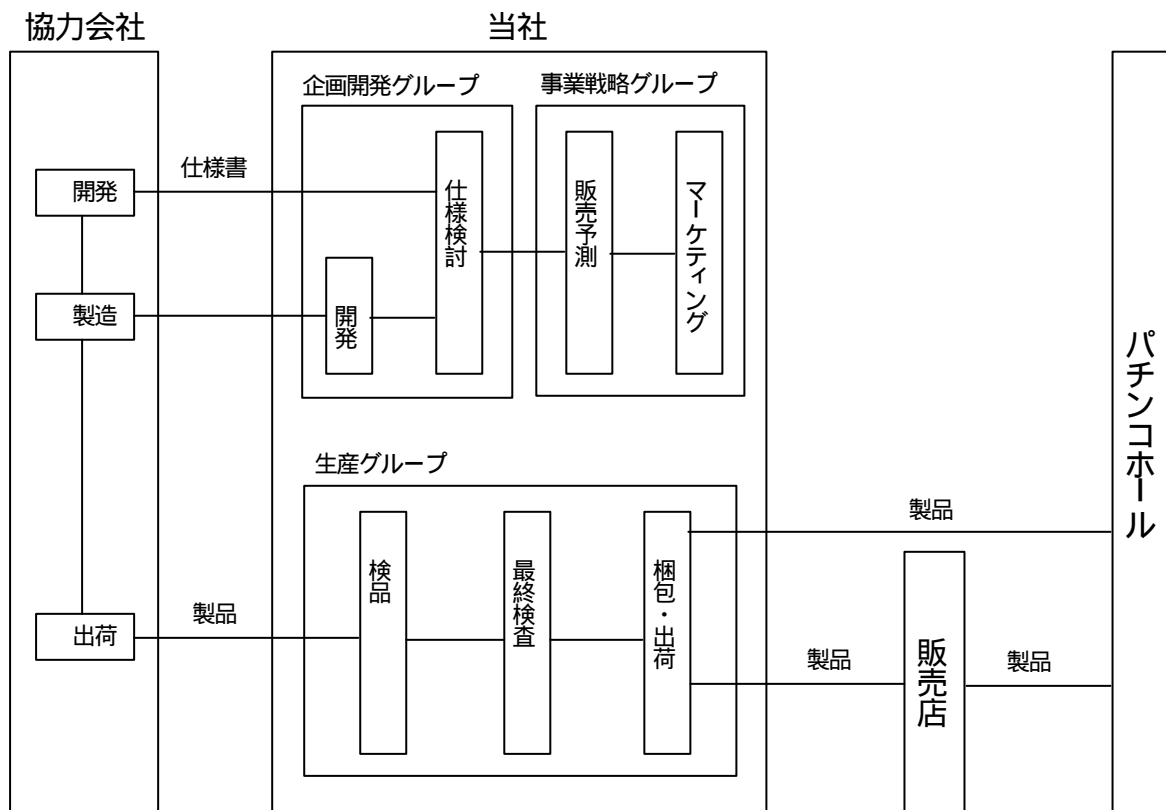 協力会社
当社
企画開発グループ
事業戦略グループ
開発
仕様書
仕様検討
販売予測
マーケティング
製造
開発
パチンコホール
生産グループ
検品
最終検査
梱包・出荷
製品
出荷
製品
製品
販売店
製品